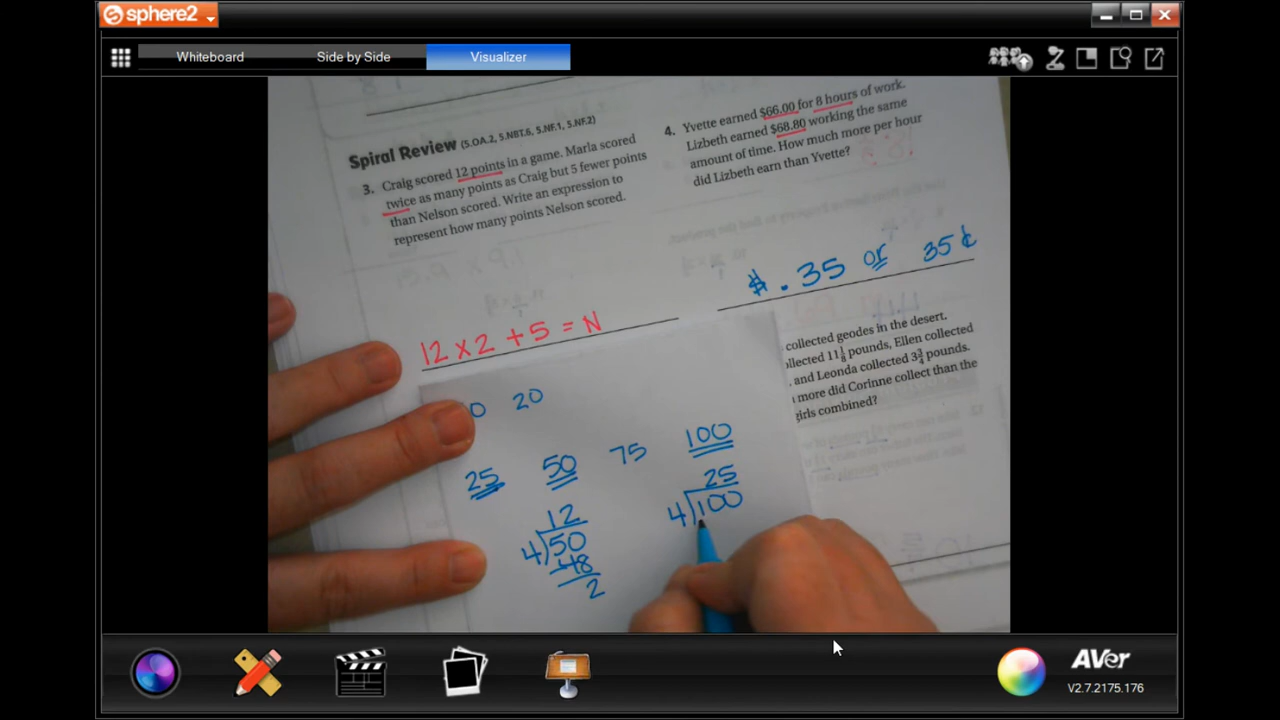 sphere2
Whiteboard
Side by Side
Visualizer
Spiral Review (5.OA.2, 5.NBT.6, 5.NF.1, 5.NF.2)
3. Craig scored 12 points in a game. Marla scored
twice as many points as Craig but 5 fewer points
than Nelson scored. Write an expression to
represent how many points Nelson scored.
12 x 2 + 5 = N
4. Yvette earned $66.00 for 8 hours of work.
Lizbeth earned $68.80 working the same
amount of time. How much more per hour
did Lizbeth earn than Yvette?
$.35 or 35¢
collected geodes in the desert.
llected 11 1/8 pounds, Ellen collected
and Leonda collected 3 3/4 pounds.
more did Corinne collect than the
girls combined?
0 20
25 50 75 100
12
4)50
48
2
25
4)100
AVer
V2.7.2175.176